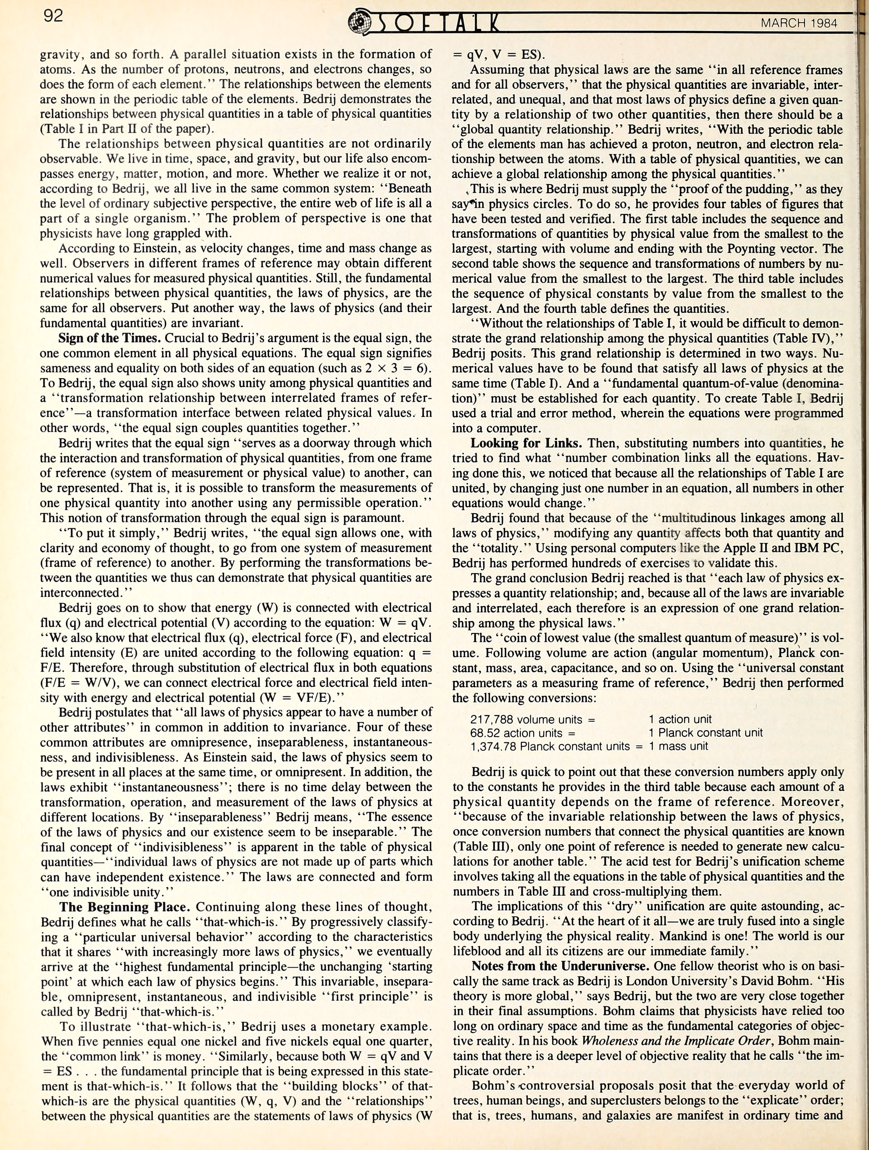 92
SOFTALK
MARCH 1984
gravity, and so forth. A parallel situation exists in the formation of
atoms. As the number of protons, neutrons, and electrons changes, so
does the form of each element.'' The relationships between the elements
are shown in the periodic table of the elements. Bedrij demonstrates the
relationships between physical quantities in a table of physical quantities
(Table I in Part II of the paper).
The relationships between physical quantities are not ordinarily
observable. We live in time, space, and gravity, but our life also encom-
passes energy, matter, motion, and more. Whether we realize it or not,
according to Bedrij, we all live in the same common system: ''Beneath
the level of ordinary subjective perspective, the entire web of life is all a
part of a single organism.'' The problem of perspective is one that
physicists have long grappled with.
According to Einstein, as velocity changes, time and mass change as
well. Observers in different frames of reference may obtain different
numerical values for measured physical quantities. Still, the fundamental
relationships between physical quantities, the laws of physics, are the
same for all observers. Put another way, the laws of physics (and their
fundamental quantities) are invariant.
Sign of the Times. Crucial to Bedrij's argument is the equal sign, the
one common element in all physical equations. The equal sign signifies
sameness and equality on both sides of an equation (such as 2 × 3 = 6).
To Bedrij, the equal sign also shows unity among physical quantities and
a ''transformation relationship between interrelated frames of refer-
ence''—a transformation interface between related physical values. In
other words, ''the equal sign couples quantities together.''
Bedrij writes that the equal sign ''serves as a doorway through which
the interaction and transformation of physical quantities, from one frame
of reference (system of measurement or physical value) to another, can
be represented. That is, it is possible to transform the measurements of
one physical quantity into another using any permissible operation.''
This notion of transformation through the equal sign is paramount.
''To put it simply,'' Bedrij writes, ''the equal sign allows one, with
clarity and economy of thought, to go from one system of measurement
(frame of reference) to another. By performing the transformations be-
tween the quantities we thus can demonstrate that physical quantities are
interconnected.''
Bedrij goes on to show that energy (W) is connected with electrical
flux (q) and electrical potential (V) according to the equation: W = qV.
''We also know that electrical flux (q), electrical force (F), and electrical
field intensity (E) are united according to the following equation: q =
F/E. Therefore, through substitution of electrical flux in both equations
(F/E = W/V), we can connect electrical force and electrical field inten-
sity with energy and electrical potential (W = VF/E).''
Bedrij postulates that ''all laws of physics appear to have a number of
other attributes'' in common in addition to invariance. Four of these
common attributes are omnipresence, inseparableness, instantaneous-
ness, and indivisibleness. As Einstein said, the laws of physics seem to
be present in all places at the same time, or omnipresent. In addition, the
laws exhibit ''instantaneousness''; there is no time delay between the
transformation, operation, and measurement of the laws of physics at
different locations. By ''inseparableness'' Bedrij means, ''The essence
of the laws of physics and our existence seem to be inseparable.'' The
final concept of ''indivisibleness'' is apparent in the table of physical
quantities—''individual laws of physics are not made up of parts which
can have independent existence.'' The laws are connected and form
''one indivisible unity.''
The Beginning Place. Continuing along these lines of thought,
Bedrij defines what he calls ''that-which-is.'' By progressively classify-
ing a ''particular universal behavior'' according to the characteristics
that it shares ''with increasingly more laws of physics,'' we eventually
arrive at the ''highest fundamental principle—the unchanging 'starting
point' at which each law of physics begins.'' This invariable, insepara-
ble, omnipresent, instantaneous, and indivisible ''first principle'' is
called by Bedrij ''that-which-is.''
To illustrate ''that-which-is,'' Bedrij uses a monetary example.
When five pennies equal one nickel and five nickels equal one quarter,
the ''common link'' is money. ''Similarly, because both W = qV and V
= ES . . . the fundamental principle that is being expressed in this state-
ment is that-which-is.'' It follows that the ''building blocks'' of that-
which-are the physical quantities (W, q, V) and the ''relationships''
between the physical quantities are the statements of laws of physics (W
= qV, V = ES).
Assuming that physical laws are the same ''in all reference frames
and for all observers,'' that the physical quantities are invariable, inter-
related, and unequal, and that most laws of physics define a given quan-
tity by a relationship of two other quantities, then there should be a
''global quantity relationship.'' Bedrij writes, ''With the periodic table
of the elements man has achieved a proton, neutron, and electron rela-
tionship between the atoms. With a table of physical quantities, we can
achieve a global relationship among the physical quantities.''
This is where Bedrij must supply the ''proof of the pudding,'' as they
say in physics circles. To do so, he provides four tables of figures that
have been tested and verified. The first table includes the sequence and
transformations of quantities by physical value from the smallest to the
largest, starting with volume and ending with the Poynting vector. The
second table shows the sequence and transformations of numbers by nu-
merical value from the smallest to the largest. The third table includes
the sequence of physical constants by value from the smallest to the
largest. And the fourth table defines the quantities.
''Without the relationships of Table I, it would be difficult to demon-
strate the grand relationship among the physical quantities (Table IV),''
Bedrij posits. This grand relationship is determined in two ways. Nu-
merical values have to be found that satisfy all laws of physics at the
same time (Table I). And a ''fundamental quantum-of-value (denomina-
tion)'' must be established for each quantity. To create Table I, Bedrij
used a trial and error method, wherein the equations were programmed
into a computer.
Looking for Links. Then, substituting numbers into quantities, he
tried to find what ''number combination links all the equations. Hav-
ing done this, we noticed that because all the relationships of Table I are
united, by changing just one number in an equation, all numbers in other
equations would change.''
Bedrij found that because of the ''multitudinous linkages among all
laws of physics,'' modifying any quantity affects both that quantity and
the ''totality.'' Using personal computers like the Apple II and IBM PC,
Bedrij has performed hundreds of exercises to validate this.
The grand conclusion Bedrij reached is that ''each law of physics ex-
presses a quantity relationship; and, because all of the laws are invariable
and interrelated, each therefore is an expression of one grand relation-
ship among the physical laws.''
The ''coin of lowest value (the smallest quantum of measure)'' is vol-
ume. Following volume are action (angular momentum), Planck con-
stant, mass, area, capacitance, and so on. Using the ''universal constant
parameters as a measuring frame of reference,'' Bedrij then performed
the following conversions:
217,788 volume units = 1 action unit
68.52 action units = 1 Planck constant unit
1,374.78 Planck constant units = 1 mass unit
Bedrij is quick to point out that these conversion numbers apply only
to the constants he provides in the third table because each amount of a
physical quantity depends on the frame of reference. Moreover,
''because of the invariable relationship between the laws of physics,
once conversion numbers that connect the physical quantities are known
(Table III), only one point of reference is needed to generate new calcu-
lations for another table.'' The acid test for Bedrij's unification scheme
involves taking all the equations in the table of physical quantities and the
numbers in Table III and cross-multiplying them.
The implications of this ''dry'' unification are quite astounding, ac-
cording to Bedrij. ''At the heart of it all—we are truly fused into a single
body underlying the physical reality. Mankind is one! The world is our
lifeblood and all its citizens are our immediate family.''
Notes from the Underuniverse. One fellow theorist who is on basi-
cally the same track as Bedrij is London University's David Bohm. ''His
theory is more global,'' says Bedrij, but the two are very close together
in their final assumptions. Bohm claims that physicists have relied too
long on ordinary space and time as the fundamental categories of objec-
tive reality. In his book Wholeness and the Implicate Order, Bohm main-
tains that there is a deeper level of objective reality that he calls ''the im-
plicate order.''
Bohm's controversial proposals posit that the everyday world of
trees, human beings, and superclusters belongs to the ''explicate'' order;
that is, trees, humans, and galaxies are manifest in ordinary time and